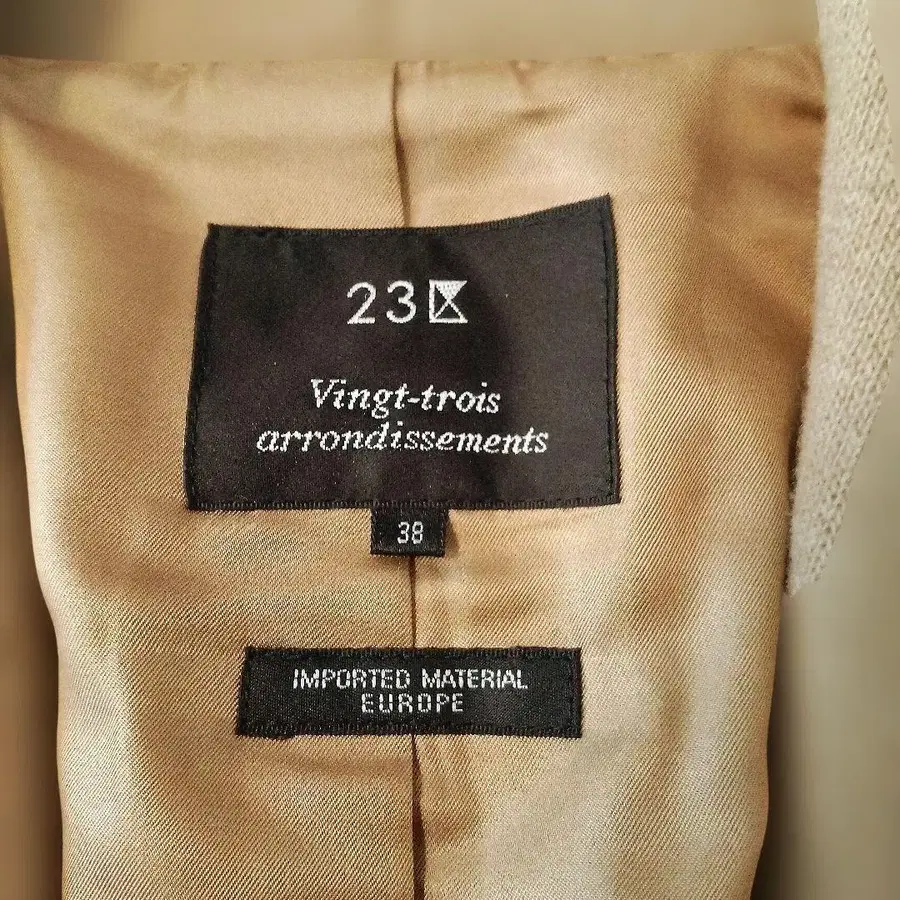 23区
Vingt-trois
arrondissements
38
IMPORTED MATERIAL
EUROPE